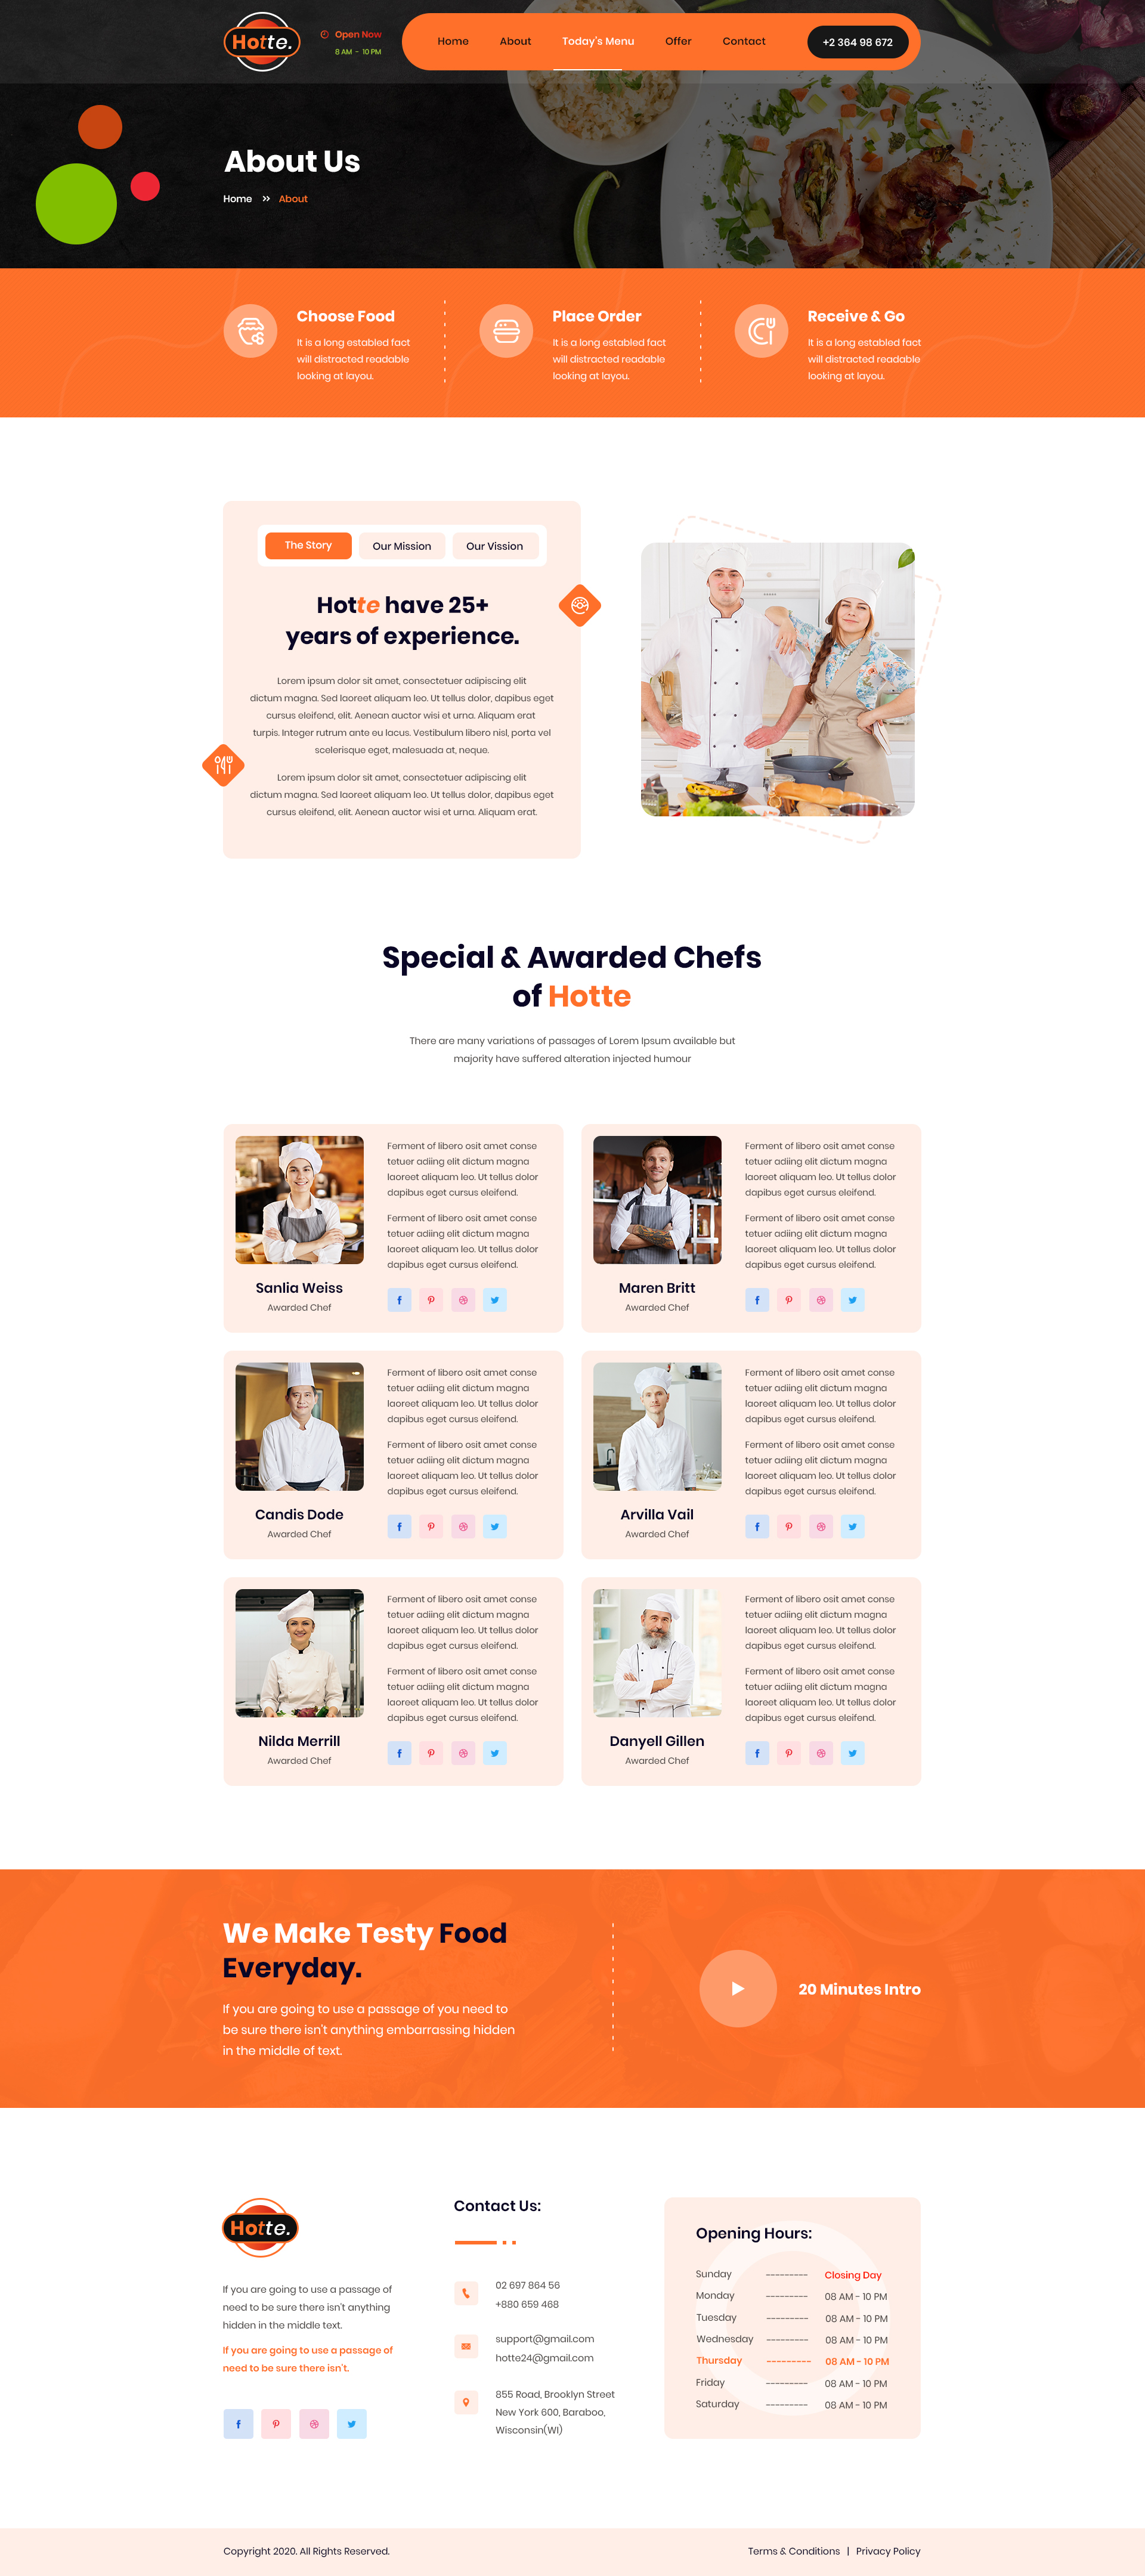 Hotte.
Open Now
8 AM - 10 PM
Home
About
Today's Menu
Offer
Contact
+2 364 98 672
About Us
Home
About
Choose Food
It is a long establed fact
will distracted readable
looking at layou.
Place Order
It is a long establed fact
will distracted readable
looking at layou.
Receive & Go
It is a long establed fact
will distracted readable
looking at layou.
The Story
Our Mission
Our Vission
Hotte have 25+
years of experience.
Lorem ipsum dolor sit amet, consectetuer adipiscing elit
dictum magna. Sed laoreet aliquam leo. Ut tellus dolor, dapibus eget
cursus eleifend, elit. Aenean auctor wisi et urna. Aliquam erat
turpis. Integer rutrum ante eu lacus. Vestibulum libero nisl, porta vel
scelerisque eget, malesuada at, neque.
Lorem ipsum dolor sit amet, consectetuer adipiscing elit
dictum magna. Sed laoreet aliquam leo. Ut tellus dolor, dapibus eget
cursus eleifend, elit. Aenean auctor wisi et urna. Aliquam erat.
Special & Awarded Chefs
of Hotte
There are many variations of passages of Lorem Ipsum available but
majority have suffered alteration injected humour
Ferment of libero osit amet conse
tetuer adiing elit dictum magna
laoreet aliquam leo. Ut tellus dolor
dapibus eget cursus eleifend.
Ferment of libero osit amet conse
tetuer adiing elit dictum magna
laoreet aliquam leo. Ut tellus dolor
dapibus eget cursus eleifend.
Sanlia Weiss
Awarded Chef
Ferment of libero osit amet conse
tetuer adiing elit dictum magna
laoreet aliquam leo. Ut tellus dolor
dapibus eget cursus eleifend.
Ferment of libero osit amet conse
tetuer adiing elit dictum magna
laoreet aliquam leo. Ut tellus dolor
dapibus eget cursus eleifend.
Maren Britt
Awarded Chef
Ferment of libero osit amet conse
tetuer adiing elit dictum magna
laoreet aliquam leo. Ut tellus dolor
dapibus eget cursus eleifend.
Ferment of libero osit amet conse
tetuer adiing elit dictum magna
laoreet aliquam leo. Ut tellus dolor
dapibus eget cursus eleifend.
Candis Dode
Awarded Chef
Ferment of libero osit amet conse
tetuer adiing elit dictum magna
laoreet aliquam leo. Ut tellus dolor
dapibus eget cursus eleifend.
Ferment of libero osit amet conse
tetuer adiing elit dictum magna
laoreet aliquam leo. Ut tellus dolor
dapibus eget cursus eleifend.
Arvilla Vail
Awarded Chef
Ferment of libero osit amet conse
tetuer adiing elit dictum magna
laoreet aliquam leo. Ut tellus dolor
dapibus eget cursus eleifend.
Ferment of libero osit amet conse
tetuer adiing elit dictum magna
laoreet aliquam leo. Ut tellus dolor
dapibus eget cursus eleifend.
Nilda Merrill
Awarded Chef
Ferment of libero osit amet conse
tetuer adiing elit dictum magna
laoreet aliquam leo. Ut tellus dolor
dapibus eget cursus eleifend.
Ferment of libero osit amet conse
tetuer adiing elit dictum magna
laoreet aliquam leo. Ut tellus dolor
dapibus eget cursus eleifend.
Danyell Gillen
Awarded Chef
We Make Testy Food
Everyday.
If you are going to use a passage of you need to
be sure there isn't anything embarrassing hidden
in the middle of text.
20 Minutes Intro
Hotte.
If you are going to use a passage of
need to be sure there isn't anything
hidden in the middle text.
If you are going to use a passage of
need to be sure there isn't.
Contact Us:
02 697 864 56
+880 659 468
support@gmail.com
hotte24@gmail.com
855 Road, Brooklyn Street
New York 600, Baraboo,
Wisconsin(WI)
Opening Hours:
Sunday --------- Closing Day
Monday --------- 08 AM - 10 PM
Tuesday --------- 08 AM - 10 PM
Wednesday --------- 08 AM - 10 PM
Thursday --------- 08 AM - 10 PM
Friday --------- 08 AM - 10 PM
Saturday --------- 08 AM - 10 PM
Copyright 2020. All Rights Reserved.
Terms & Conditions | Privacy Policy